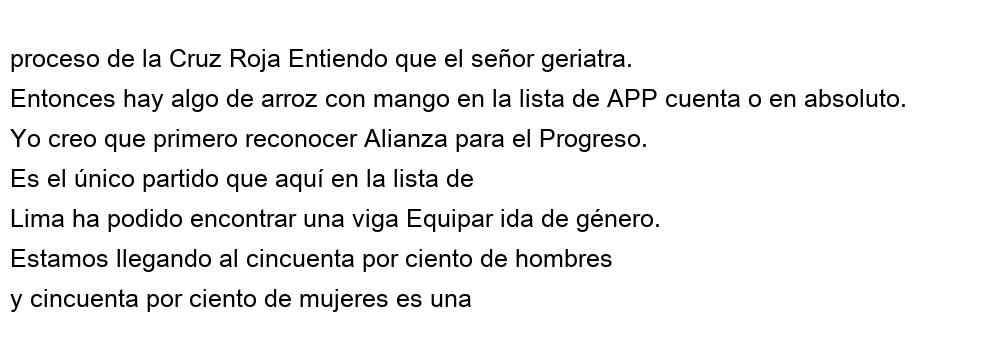 proceso de la Cruz Roja Entiendo que el señor geriatra.
Entonces hay algo de arroz con mango en la lista de APP cuenta o en absoluto.
Yo creo que primero reconocer Alianza para el Progreso.
Es el único partido que aquí en la lista de
Lima ha podido encontrar una viga Equipar ida de género.
Estamos llegando al cincuenta por ciento de hombres
y cincuenta por ciento de mujeres es una